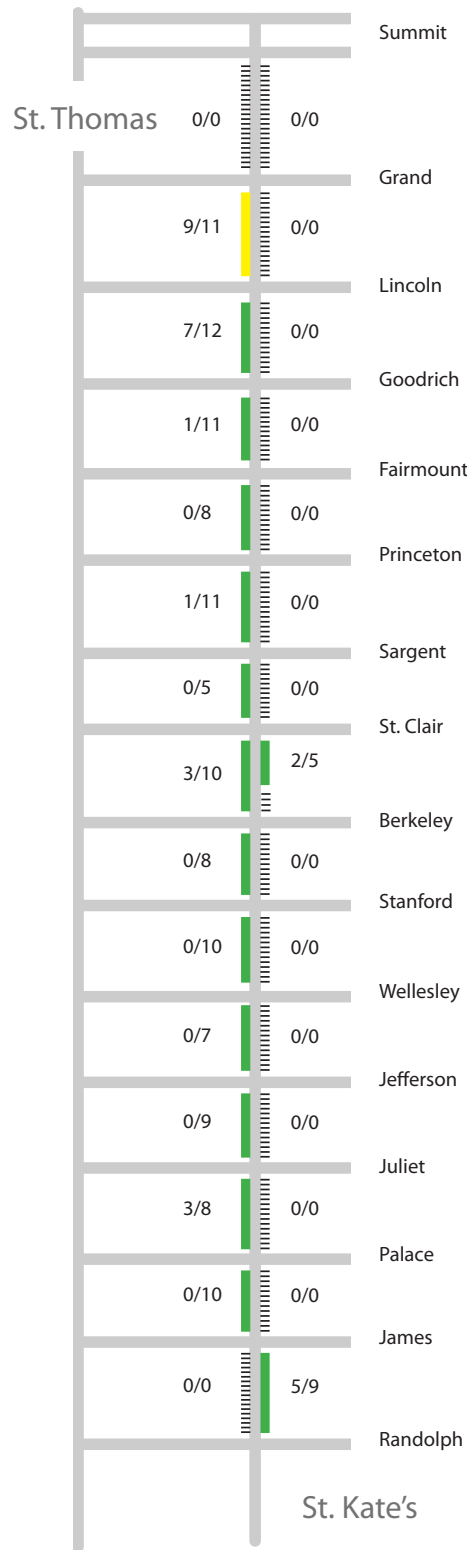 Summit
St. Thomas 0/0 0/0
Grand
9/11 0/0
Lincoln
7/12 0/0
Goodrich
1/11 0/0
Fairmount
0/8 0/0
Princeton
1/11 0/0
Sargent
0/5 0/0
St. Clair
3/10 2/5
Berkeley
0/8 0/0
Stanford
0/10 0/0
Wellesley
0/7 0/0
Jefferson
0/9 0/0
Juliet
3/8 0/0
Palace
0/10 0/0
James
0/0 5/9
Randolph
St. Kate's